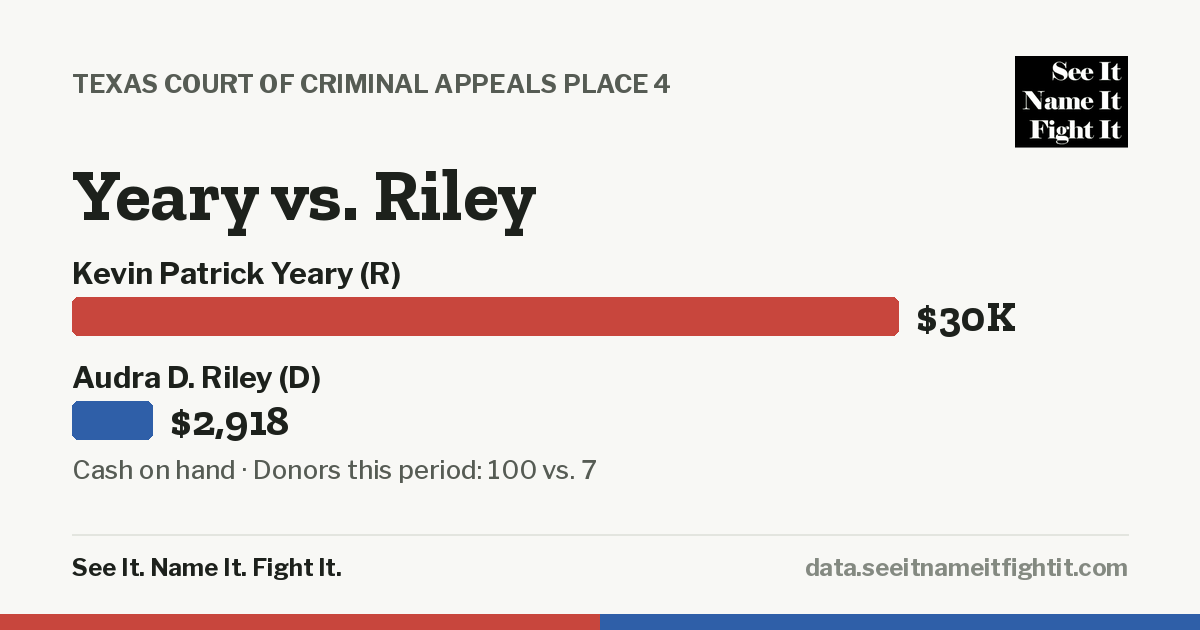 TEXAS COURT OF CRIMINAL APPEALS PLACE 4
See It
Name It
Fight It
Yeary vs. Riley
Kevin Patrick Yeary (R)
$30K
Audra D. Riley (D)
$2,918
Cash on hand · Donors this period: 100 vs. 7
See It. Name It. Fight It.
data.seeitnameitfightit.com